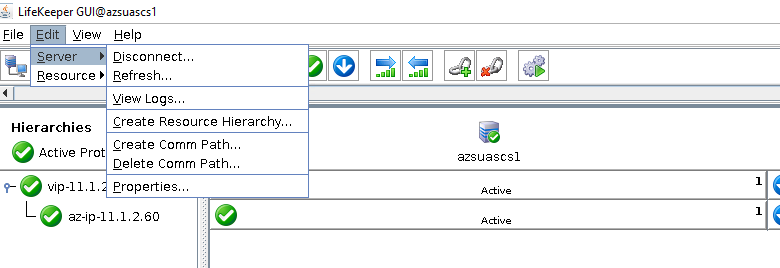 LifeKeeper GUI@azsuascs1
File Edit View Help
Server
Resource
Disconnect...
Refresh...
View Logs...
Create Resource Hierarchy...
Create Comm Path...
Delete Comm Path...
Properties...
Hierarchies
Active Prot
azsuascs1
vip-11.1.2
Active 1
az-ip-11.1.2.60
Active 1